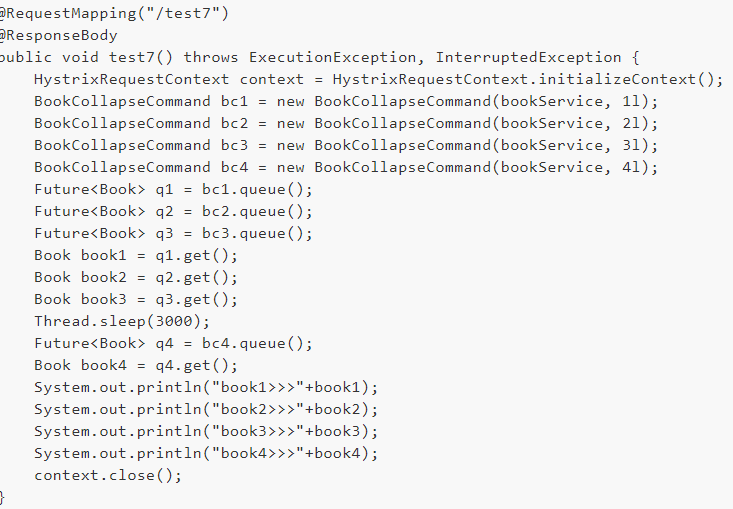 @RequestMapping("/test7")
@ResponseBody
public void test7() throws ExecutionException, InterruptedException {
    HystrixRequestContext context = HystrixRequestContext.initializeContext();
    BookCollapseCommand bc1 = new BookCollapseCommand(bookService, 1l);
    BookCollapseCommand bc2 = new BookCollapseCommand(bookService, 2l);
    BookCollapseCommand bc3 = new BookCollapseCommand(bookService, 3l);
    BookCollapseCommand bc4 = new BookCollapseCommand(bookService, 4l);
    Future<Book> q1 = bc1.queue();
    Future<Book> q2 = bc2.queue();
    Future<Book> q3 = bc3.queue();
    Book book1 = q1.get();
    Book book2 = q2.get();
    Book book3 = q3.get();
    Thread.sleep(3000);
    Future<Book> q4 = bc4.queue();
    Book book4 = q4.get();
    System.out.println("book1>>>"+book1);
    System.out.println("book2>>>"+book2);
    System.out.println("book3>>>"+book3);
    System.out.println("book4>>>"+book4);
    context.close();
}